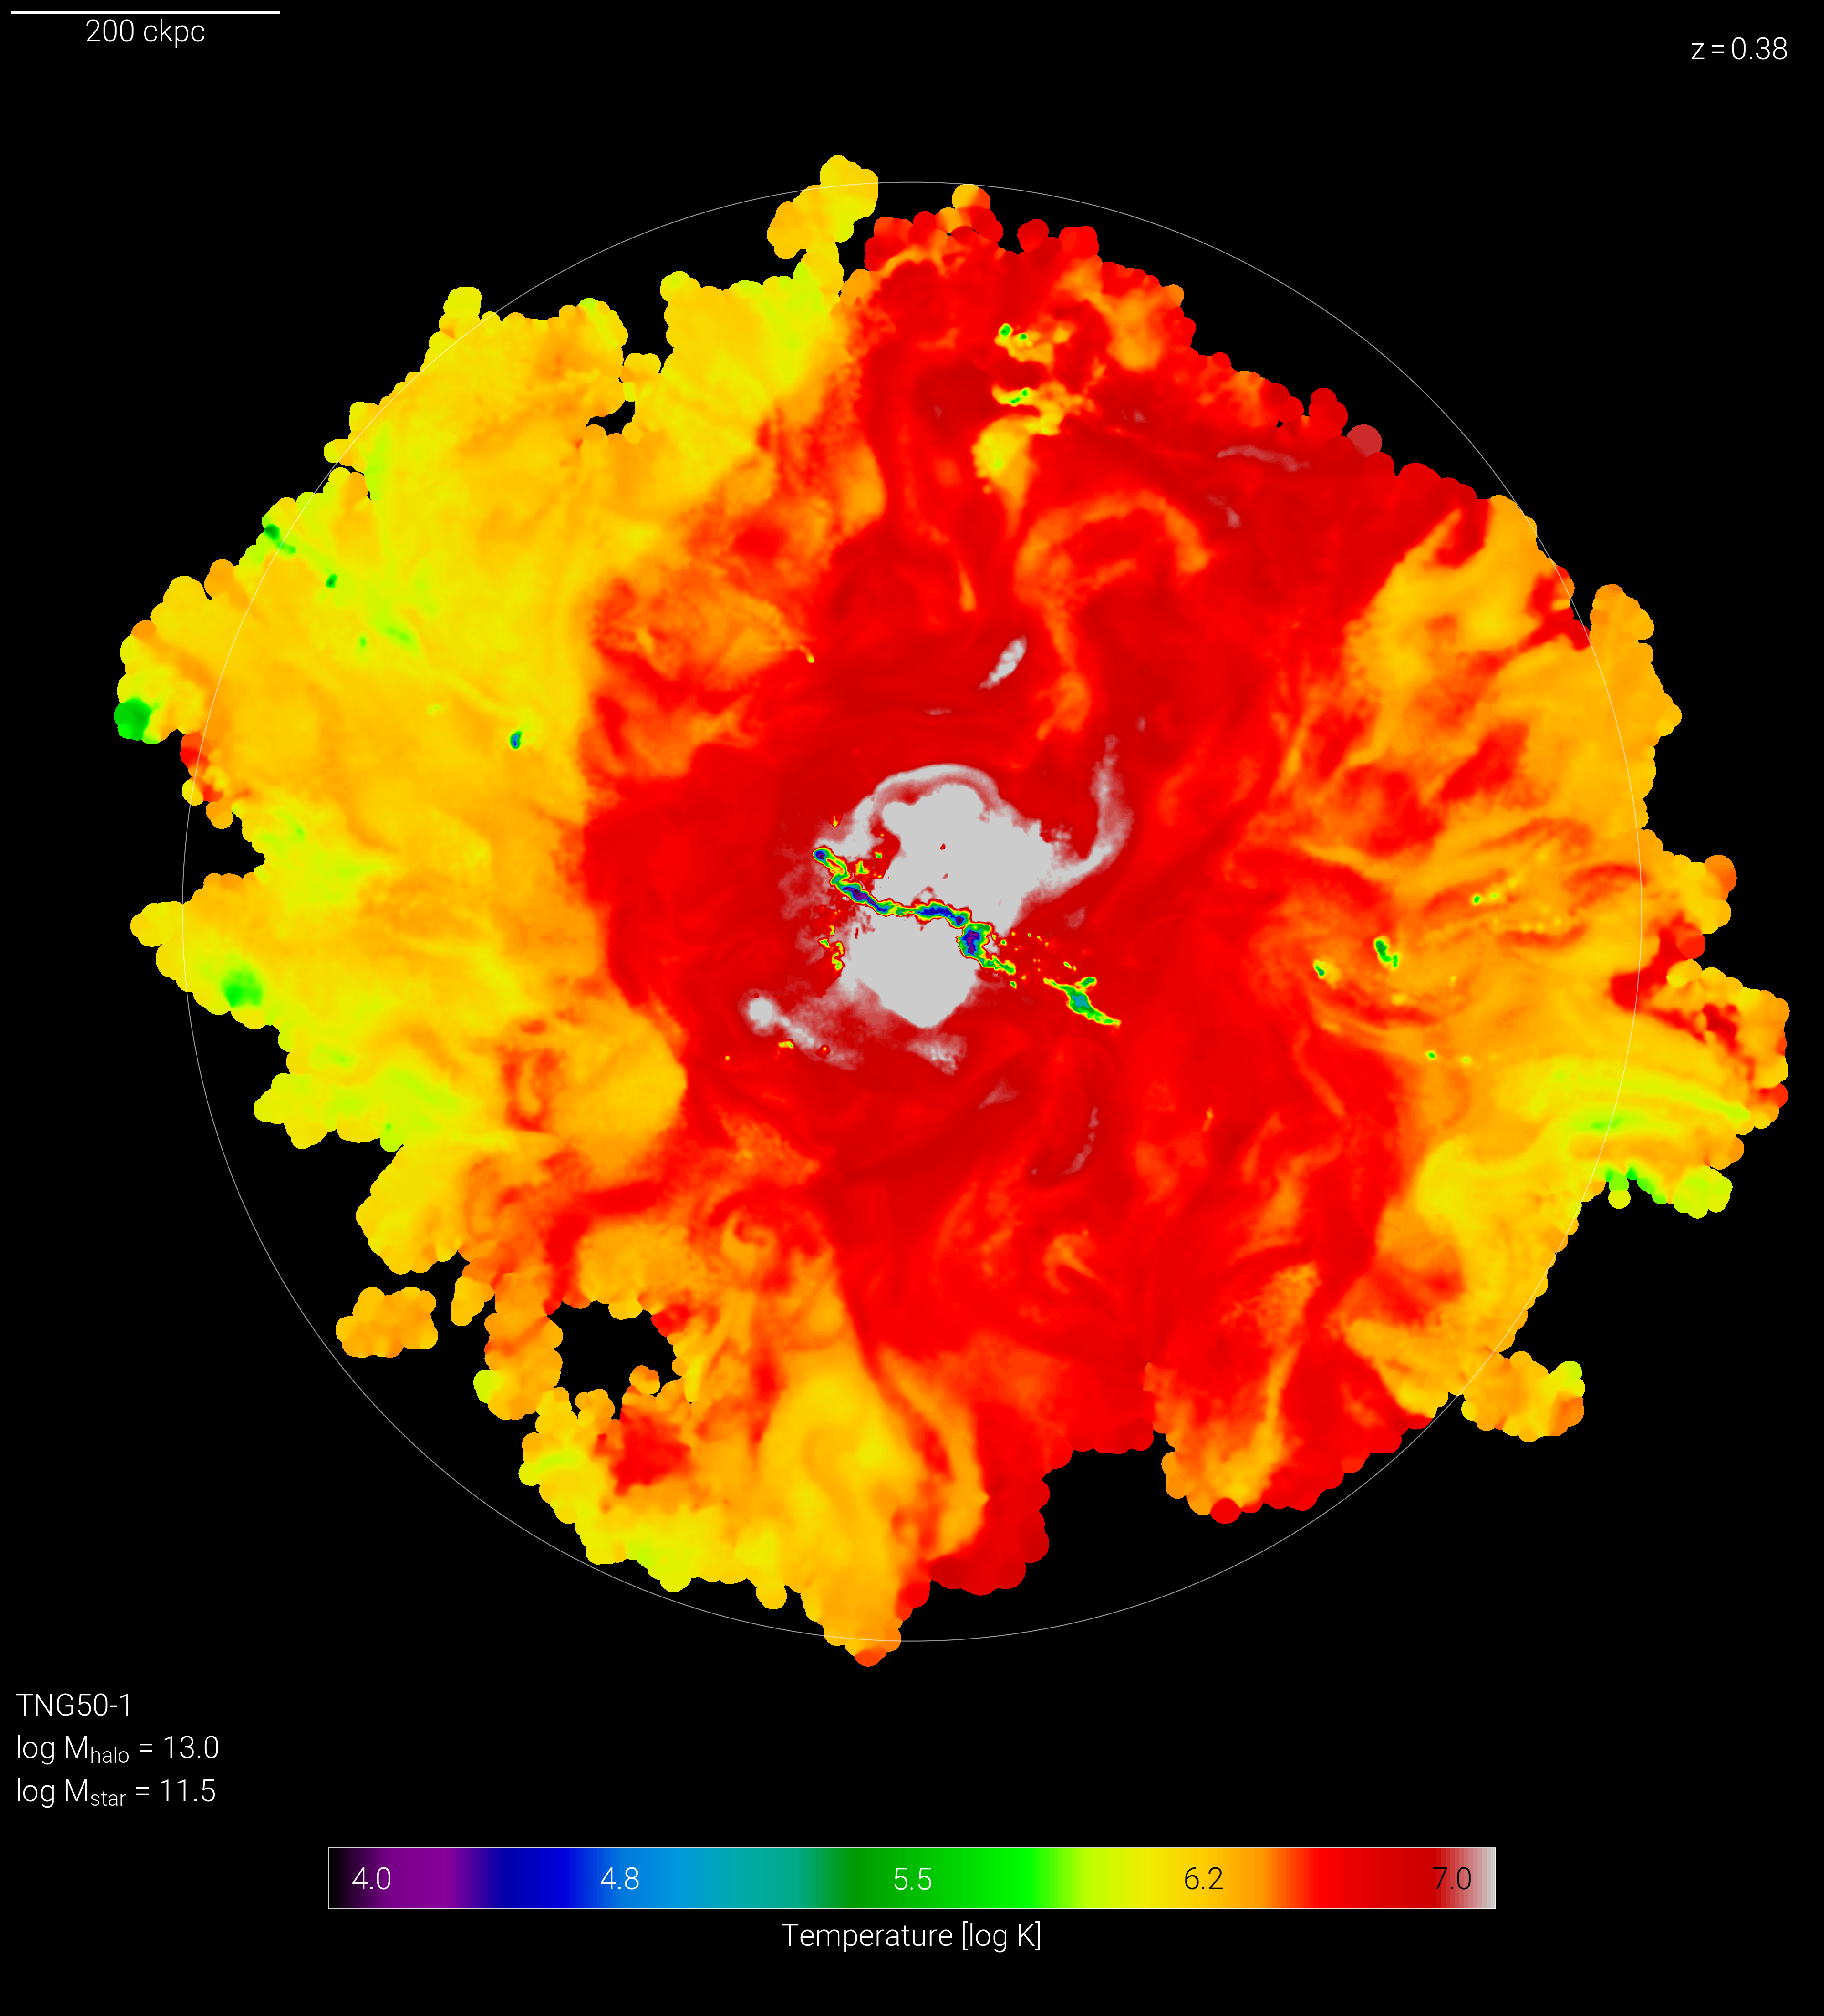 200 ckpc
z = 0.38
TNG50-1
log Mhalo = 13.0
log Mstar = 11.5
4.0 4.8 5.5 6.2 7.0
Temperature [log K]